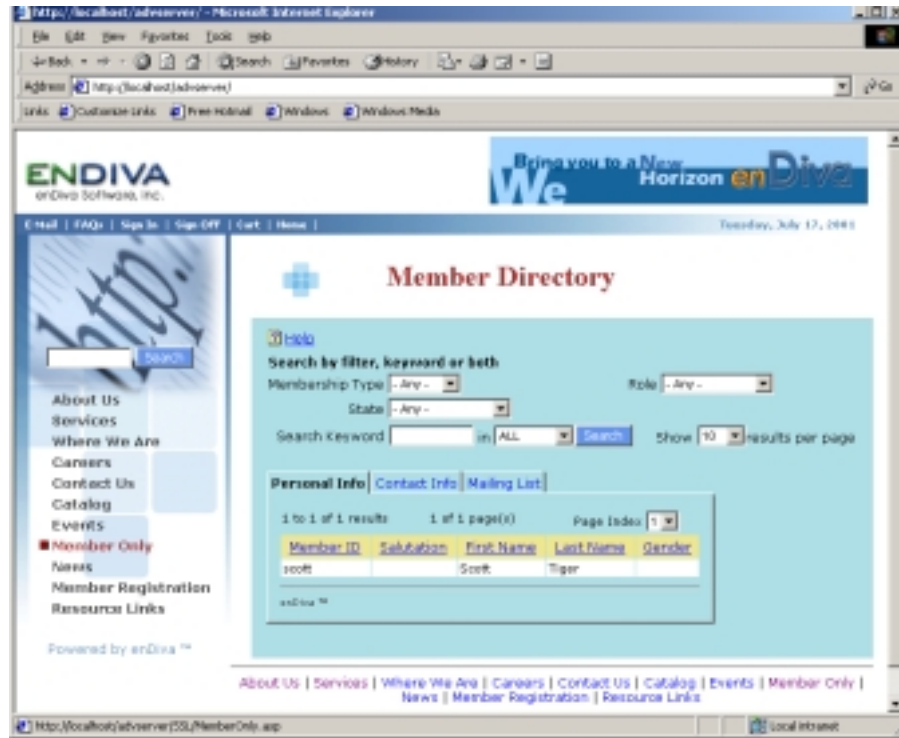 http://localhost/advserver/ - Microsoft Internet Explorer
File Edit View Favorites Tools Help
Back Search Favorites History
Address http://localhost/advserver/ Go
Links Customize Links Free Hotmail Windows Windows Media
ENDIVA
enDiva Software, Inc.
Bring you to a New
We Horizon enDiva
E-Mail | FAQs | Sign In | Sign Off | Cart | Home |
Tuesday, July 17, 2001
http:
Search
About Us
Services
Where We Are
Careers
Contact Us
Catalog
Events
Member Only
News
Member Registration
Resource Links
Powered by enDiva ™
Member Directory
Help
Search by filter, keyword or both
Membership Type - Any - Role - Any -
State - Any -
Search Keyword in ALL Search Show 10 results per page
Personal Info Contact Info Mailing List
1 to 1 of 1 results 1 of 1 page(s) Page Index 1
Member ID Salutation First Name Last Name Gender
scott Scott Tiger
enDiva ™
About Us | Services | Where We Are | Careers | Contact Us | Catalog | Events | Member Only |
News | Member Registration | Resource Links
http://localhost/advserver/SSL/MemberOnly.asp
Local intranet